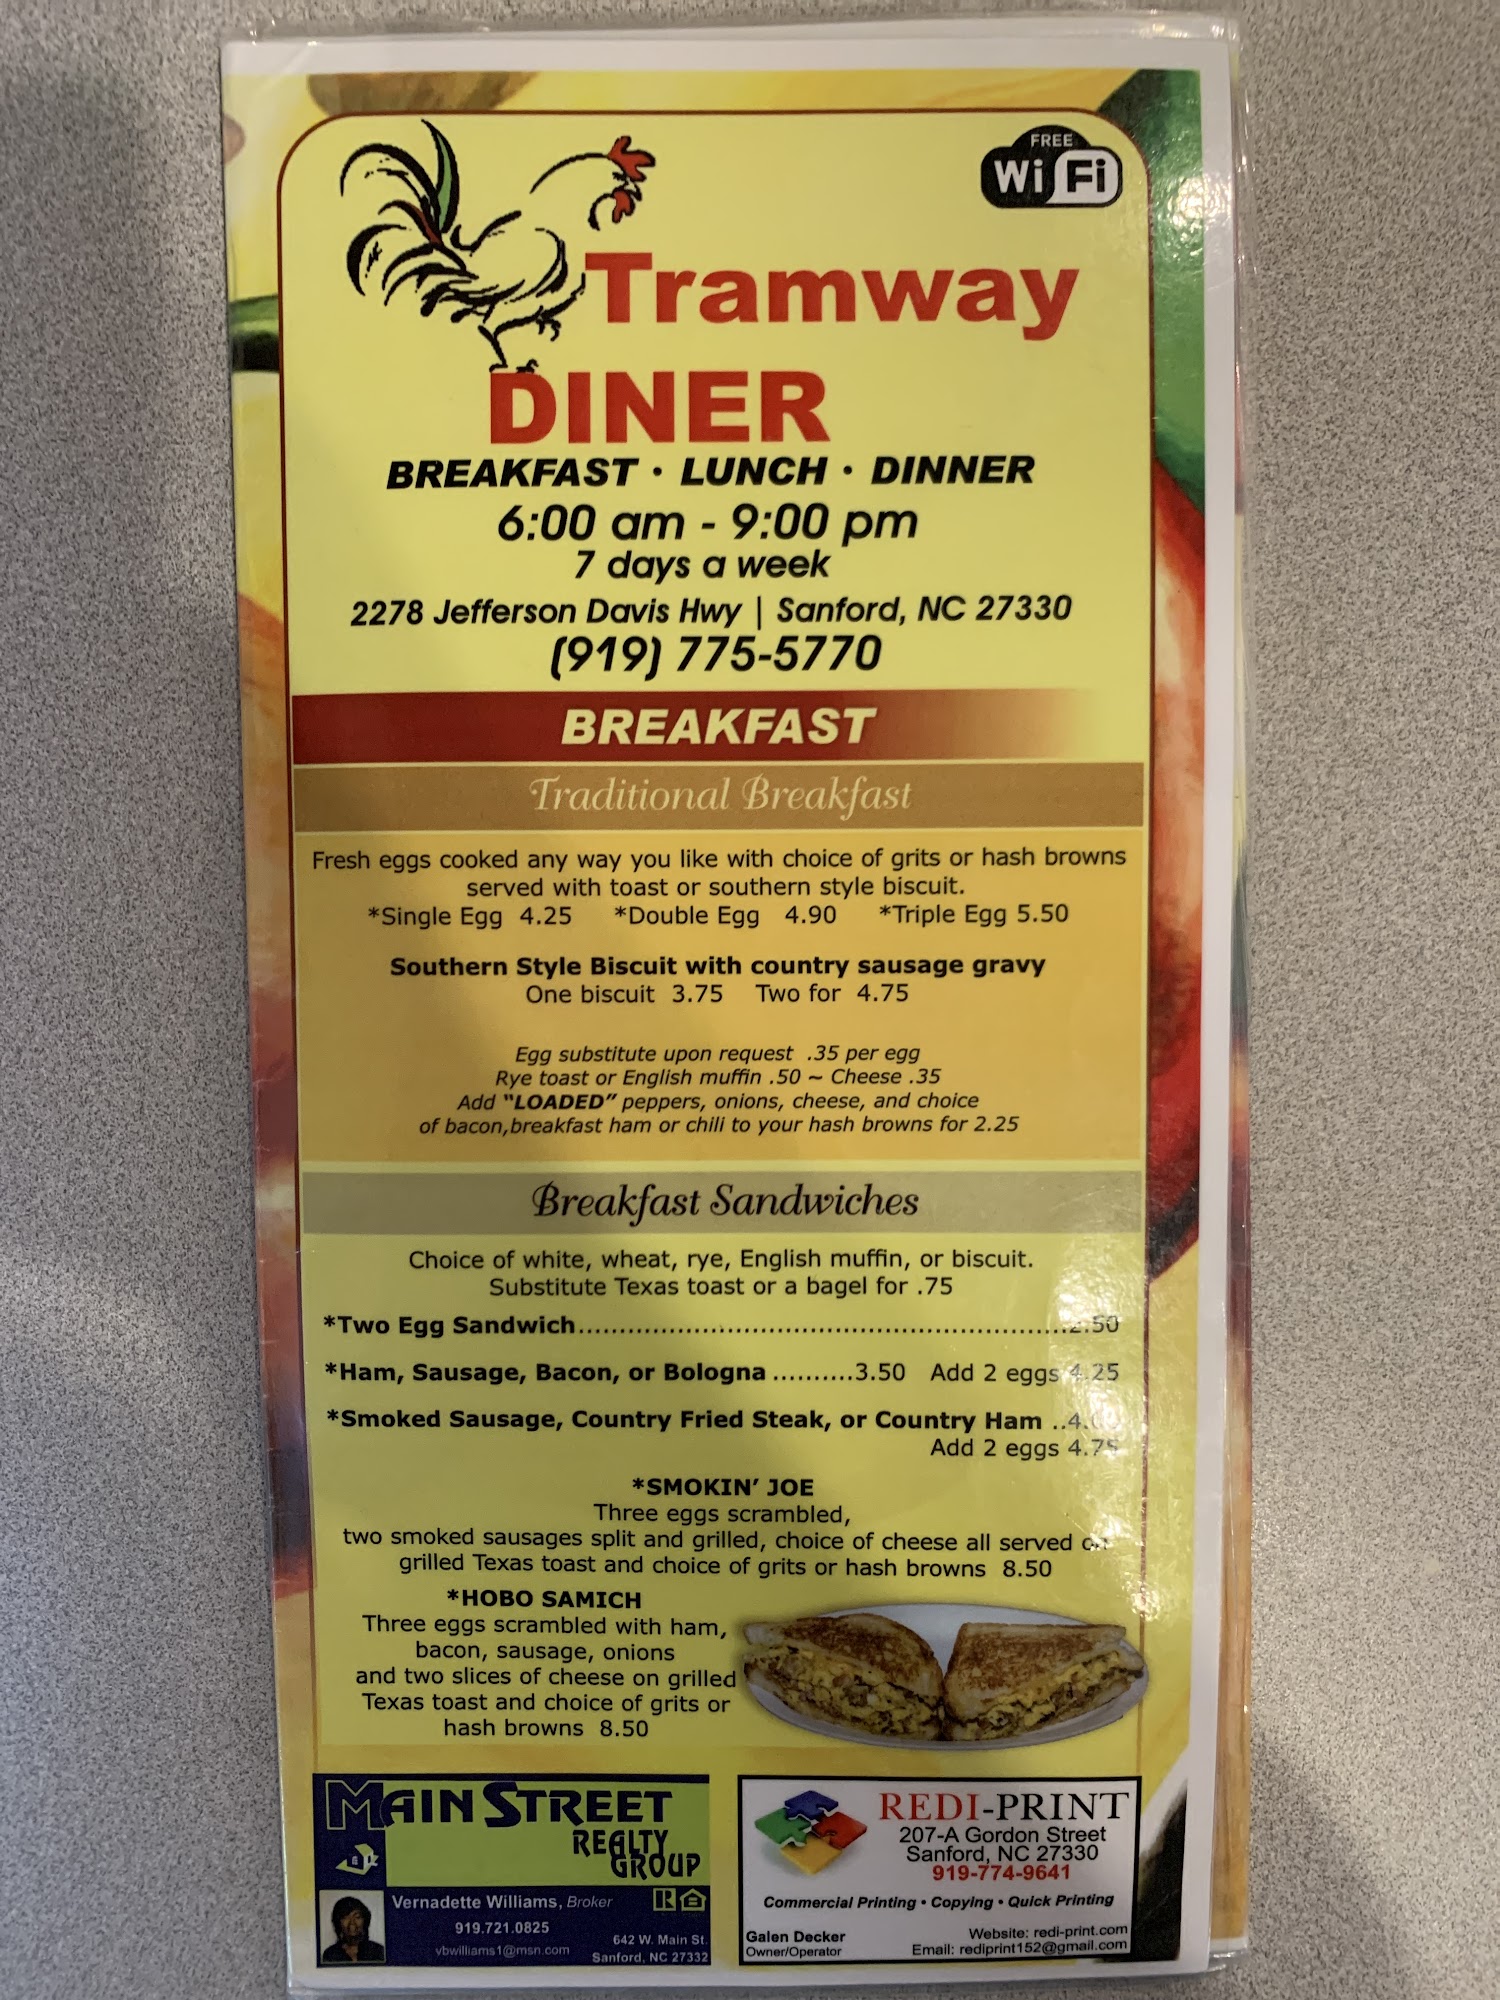 FREE
Wi Fi
Tramway
DINER
BREAKFAST · LUNCH · DINNER
6:00 am - 9:00 pm
7 days a week
2278 Jefferson Davis Hwy | Sanford, NC 27330
(919) 775-5770
BREAKFAST
Traditional Breakfast
Fresh eggs cooked any way you like with choice of grits or hash browns
served with toast or southern style biscuit.
*Single Egg 4.25 *Double Egg 4.90 *Triple Egg 5.50
Southern Style Biscuit with country sausage gravy
One biscuit 3.75 Two for 4.75
Egg substitute upon request .35 per egg
Rye toast or English muffin .50 ~ Cheese .35
Add "LOADED" peppers, onions, cheese, and choice
of bacon,breakfast ham or chili to your hash browns for 2.25
Breakfast Sandwiches
Choice of white, wheat, rye, English muffin, or biscuit.
Substitute Texas toast or a bagel for .75
*Two Egg Sandwich............................................................2.50
*Ham, Sausage, Bacon, or Bologna ..........3.50 Add 2 eggs 4.25
*Smoked Sausage, Country Fried Steak, or Country Ham ..
Add 2 eggs 4.75
*SMOKIN' JOE
Three eggs scrambled,
two smoked sausages split and grilled, choice of cheese all served on
grilled Texas toast and choice of grits or hash browns 8.50
*HOBO SAMICH
Three eggs scrambled with ham,
bacon, sausage, onions
and two slices of cheese on grilled
Texas toast and choice of grits or
hash browns 8.50
MAIN STREET
REALTY
GROUP
Vernadette Williams, Broker
919.721.0825
vbwilliams1@msn.com
642 W. Main St.
Sanford, NC 27332
REDI-PRINT
207-A Gordon Street
Sanford, NC 27330
919-774-9641
Commercial Printing • Copying • Quick Printing
Galen Decker
Owner/Operator
Website: redi-print.com
Email: rediprint152@gmail.com